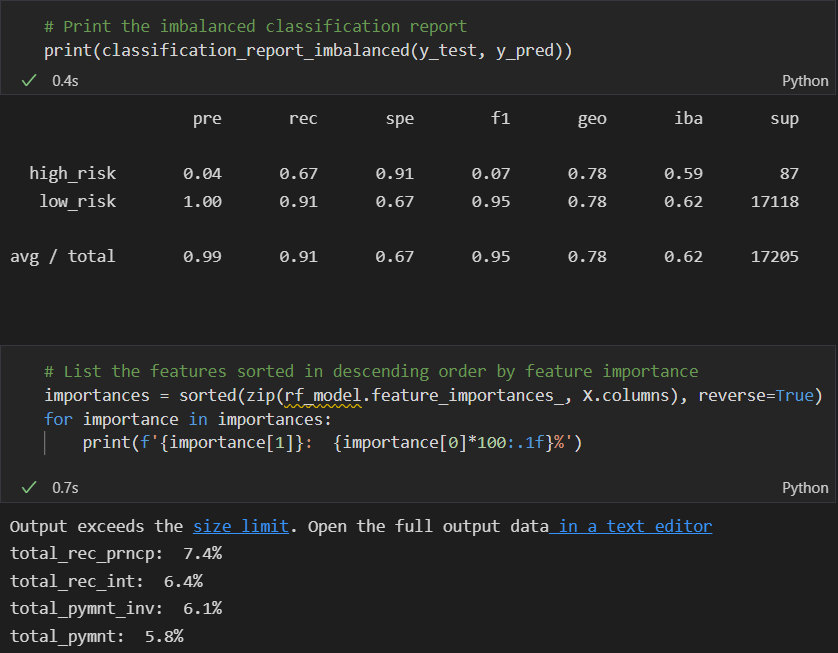 # Print the imbalanced classification report
print(classification_report_imbalanced(y_test, y_pred))
0.4s Python
pre rec spe f1 geo iba sup
high_risk 0.04 0.67 0.91 0.07 0.78 0.59 87
low_risk 1.00 0.91 0.67 0.95 0.78 0.62 17118
avg / total 0.99 0.91 0.67 0.95 0.78 0.62 17205
# List the features sorted in descending order by feature importance
importances = sorted(zip(rf_model.feature_importances_, X.columns), reverse=True)
for importance in importances:
    print(f'{importance[1]}:  {importance[0]*100:.1f}%')
0.7s Python
Output exceeds the size limit. Open the full output data in a text editor
total_rec_prncp:  7.4%
total_rec_int:  6.4%
total_pymnt_inv:  6.1%
total_pymnt:  5.8%